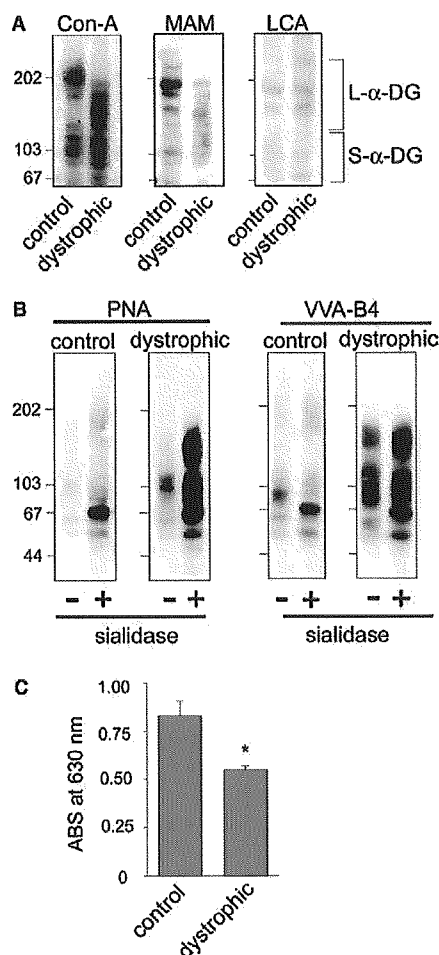 A Con-A MAM LCA
202
103
67
L-α-DG
S-α-DG
control
dystrophic
control
dystrophic
control
dystrophic
B PNA VVA-B4
control dystrophic control dystrophic
202
103
67
44
- + - + - + - +
sialidase sialidase
C
ABS at 630 nm
1.00
0.75
0.50
0.25
0
*
control
dystrophic